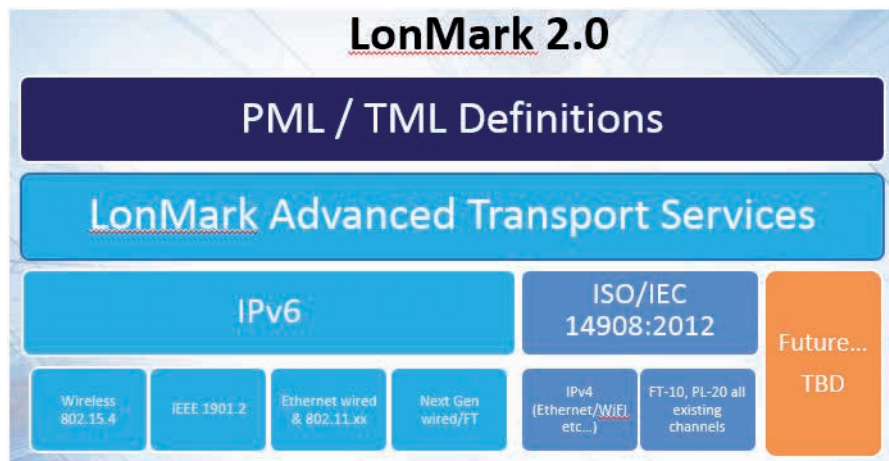 LonMark 2.0
PML / TML Definitions
LonMark Advanced Transport Services
IPv6
ISO/IEC
14908:2012
Future...
TBD
Wireless
802.15.4
IEEE 1901.2
Ethernet wired
& 802.11.xx
Next Gen
wired/FT
IPv4
(Ethernet/WiFI
etc...)
FT-10, PL-20 all
existing
channels